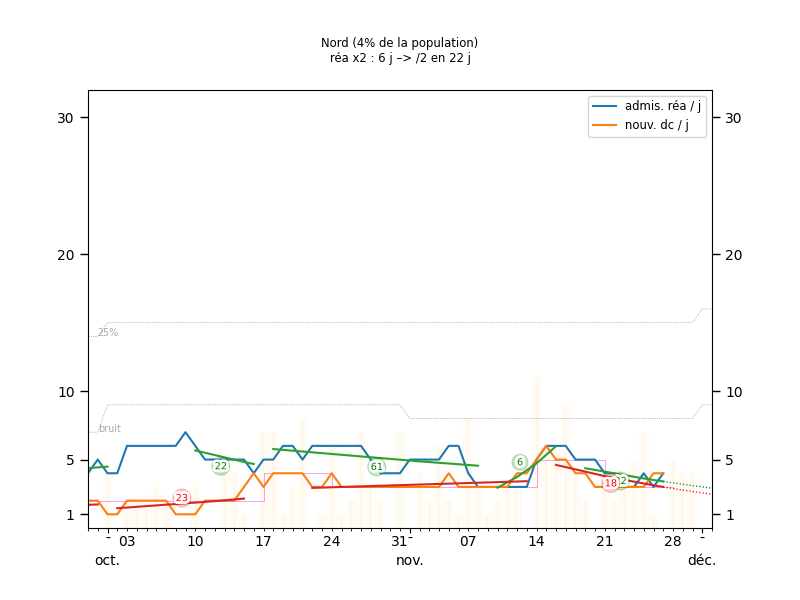 Nord (4% de la population)
réa x2 : 6 j –> /2 en 22 j
admis. réa / j
nouv. dc / j
30
30
20
20
25%
10
10
bruit
5
22
61
6
18
5
23
1
1
- 03 10 17 24 31- 07 14 21 28 -
oct. nov. déc.